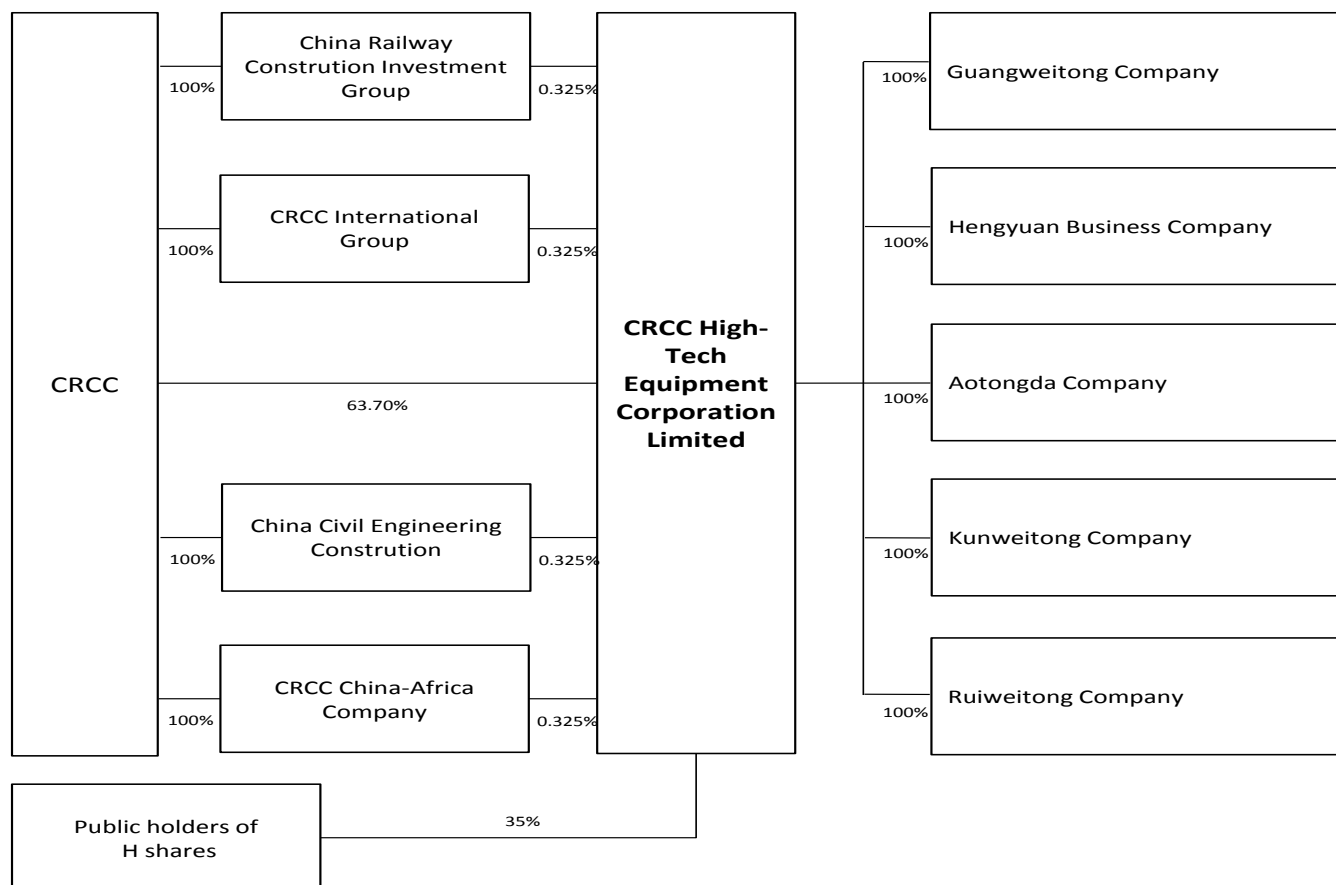 CRCC
100%
China Railway
Constrution Investment
Group
0.325%
100%
CRCC International
Group
0.325%
63.70%
100%
China Civil Engineering
Constrution
0.325%
100%
CRCC China-Africa
Company
0.325%
CRCC High-
Tech
Equipment
Corporation
Limited
100%
Guangweitong Company
100%
Hengyuan Business Company
100%
Aotongda Company
100%
Kunweitong Company
100%
Ruiweitong Company
Public holders of
H shares
35%